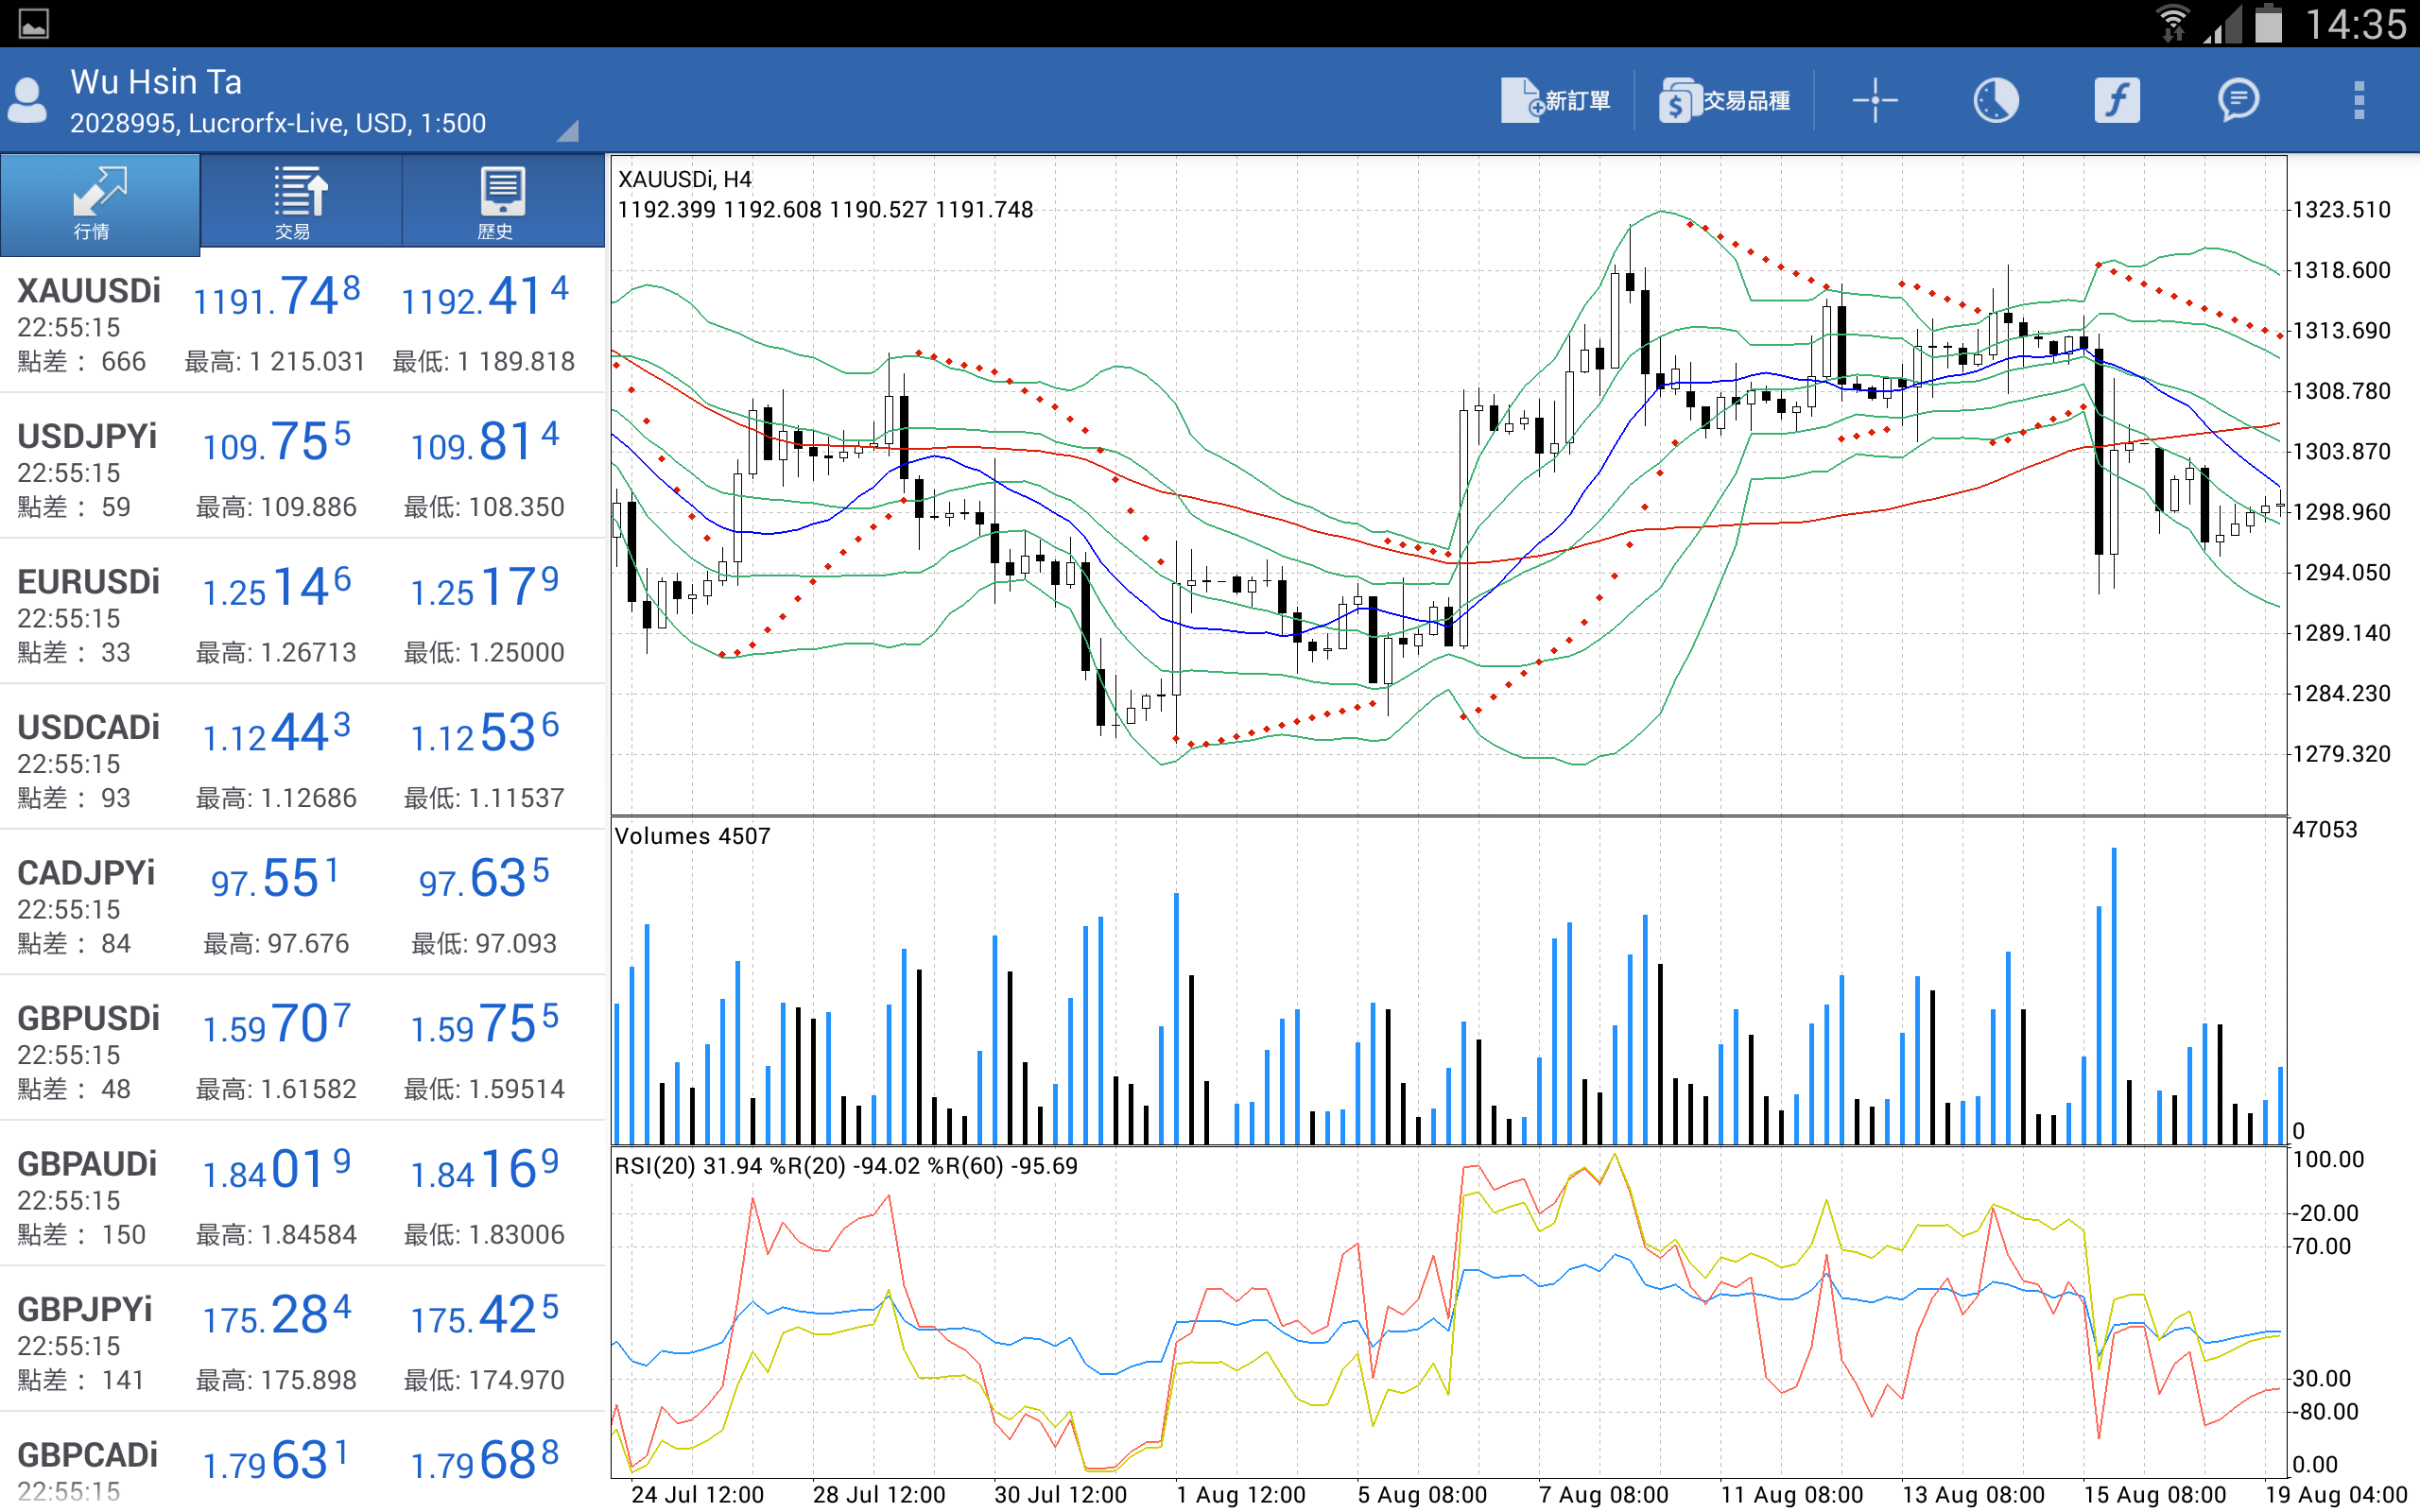 14:35
Wu Hsin Ta
2028995, Lucrorfx-Live, USD, 1:500
新訂單
交易品種
行情
交易
歷史
XAUUSDi 1191.748 1192.414
22:55:15
點差： 666 最高: 1 215.031 最低: 1 189.818
USDJPYi 109.755 109.814
22:55:15
點差： 59 最高: 109.886 最低: 108.350
EURUSDi 1.25146 1.25179
22:55:15
點差： 33 最高: 1.26713 最低: 1.25000
USDCADi 1.12443 1.12536
22:55:15
點差： 93 最高: 1.12686 最低: 1.11537
CADJPYi 97.551 97.635
22:55:15
點差： 84 最高: 97.676 最低: 97.093
GBPUSDi 1.59707 1.59755
22:55:15
點差： 48 最高: 1.61582 最低: 1.59514
GBPAUDi 1.84019 1.84169
22:55:15
點差： 150 最高: 1.84584 最低: 1.83006
GBPJPYi 175.284 175.425
22:55:15
點差： 141 最高: 175.898 最低: 174.970
GBPCADi 1.79631 1.79688
22:55:15
XAUUSDi, H4
1192.399 1192.608 1190.527 1191.748
1323.510
1318.600
1313.690
1308.780
1303.870
1298.960
1294.050
1289.140
1284.230
1279.320
Volumes 4507
47053
0
RSI(20) 31.94 %R(20) -94.02 %R(60) -95.69
100.00
-20.00
70.00
30.00
-80.00
0.00
24 Jul 12:00 28 Jul 12:00 30 Jul 12:00 1 Aug 12:00 5 Aug 08:00 7 Aug 08:00 11 Aug 08:00 13 Aug 08:00 15 Aug 08:00 19 Aug 04:00